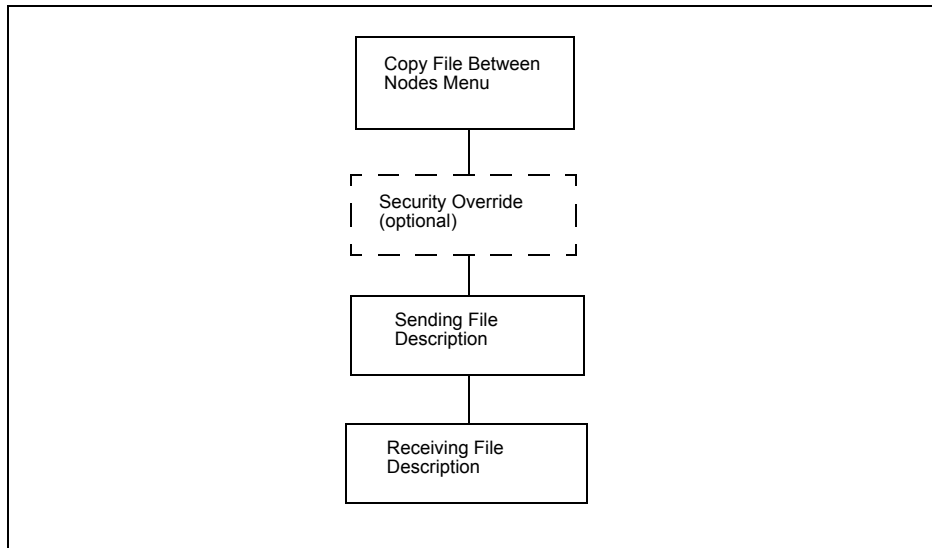 Copy File Between
Nodes Menu
Security Override
(optional)
Sending File
Description
Receiving File
Description